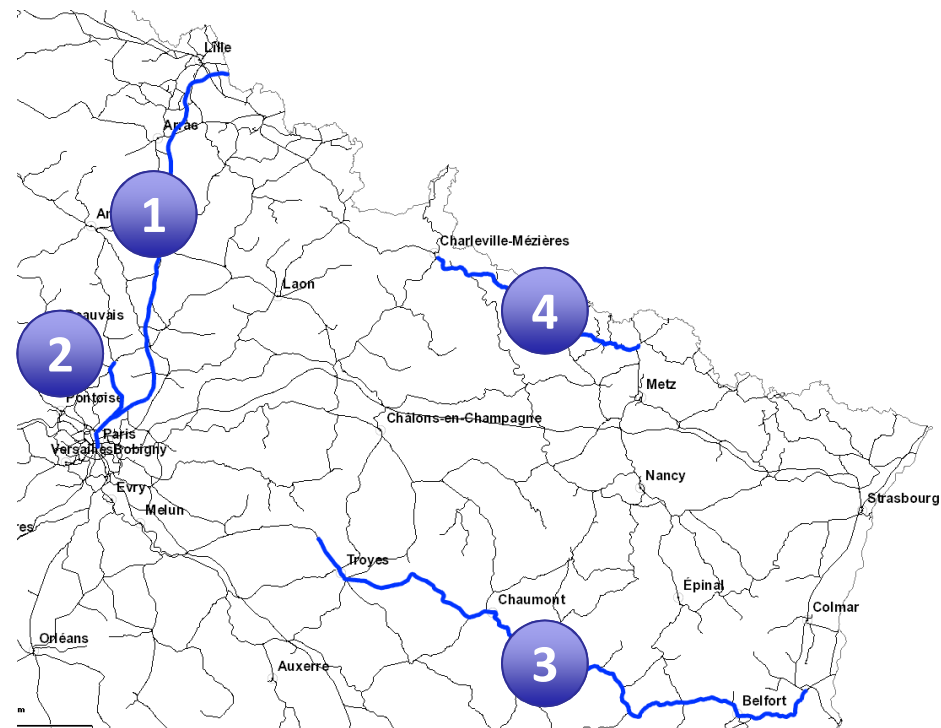 Lille
Arras
1
Charleville-Mézières
Laon
4
2
Metz
Pontoise
Châlons-en-Champagne
Paris
Versailles
Bobigny
Nancy
Evry
Strasbourg
Melun
Troyes
Épinal
Chaumont
Colmar
Orléans
3
Auxerre
Belfort